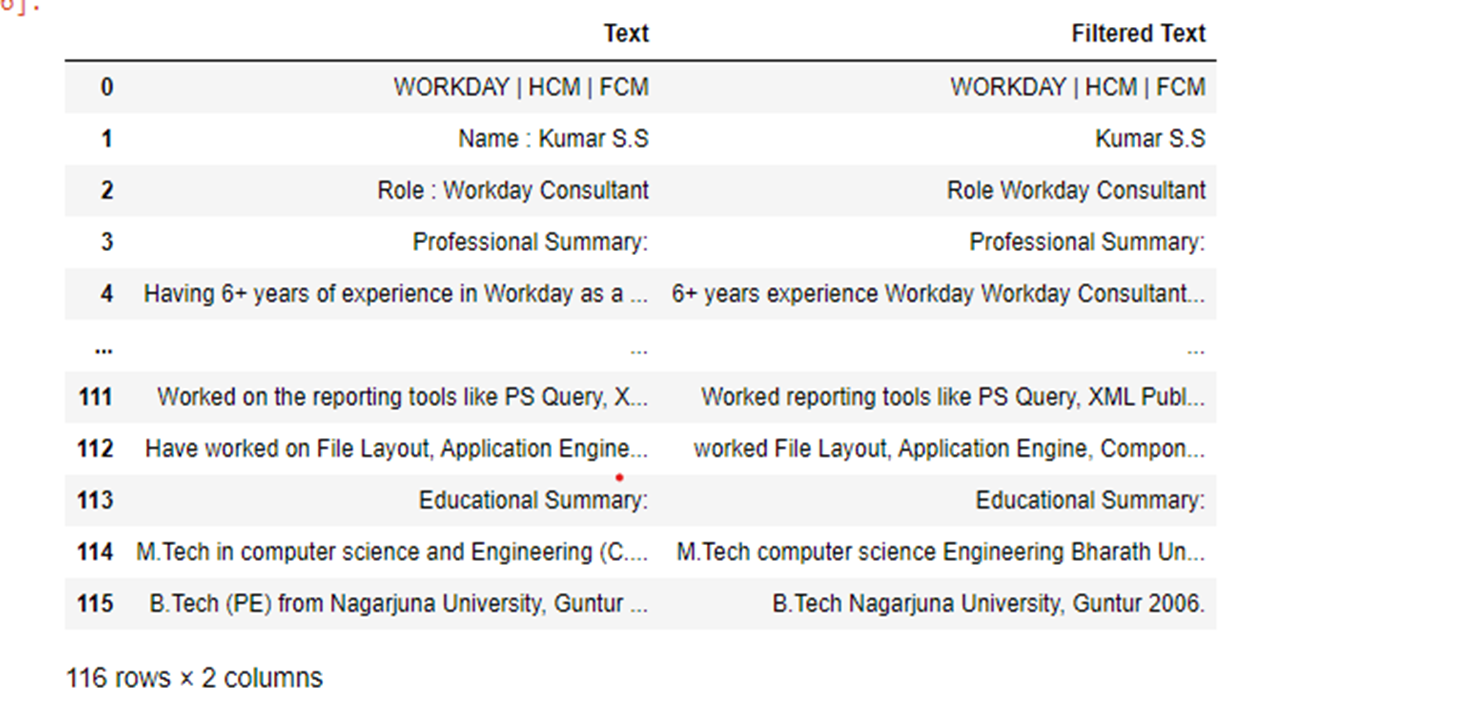 6]:
Text Filtered Text
0 WORKDAY | HCM | FCM WORKDAY | HCM | FCM
1 Name : Kumar S.S Kumar S.S
2 Role : Workday Consultant Role Workday Consultant
3 Professional Summary: Professional Summary:
4 Having 6+ years of experience in Workday as a ... 6+ years experience Workday Workday Consultant...
... ... ...
111 Worked on the reporting tools like PS Query, X... Worked reporting tools like PS Query, XML Publ...
112 Have worked on File Layout, Application Engine... worked File Layout, Application Engine, Compon...
113 Educational Summary: Educational Summary:
114 M.Tech in computer science and Engineering (C.... M.Tech computer science Engineering Bharath Un...
115 B.Tech (PE) from Nagarjuna University, Guntur ... B.Tech Nagarjuna University, Guntur 2006.
116 rows × 2 columns